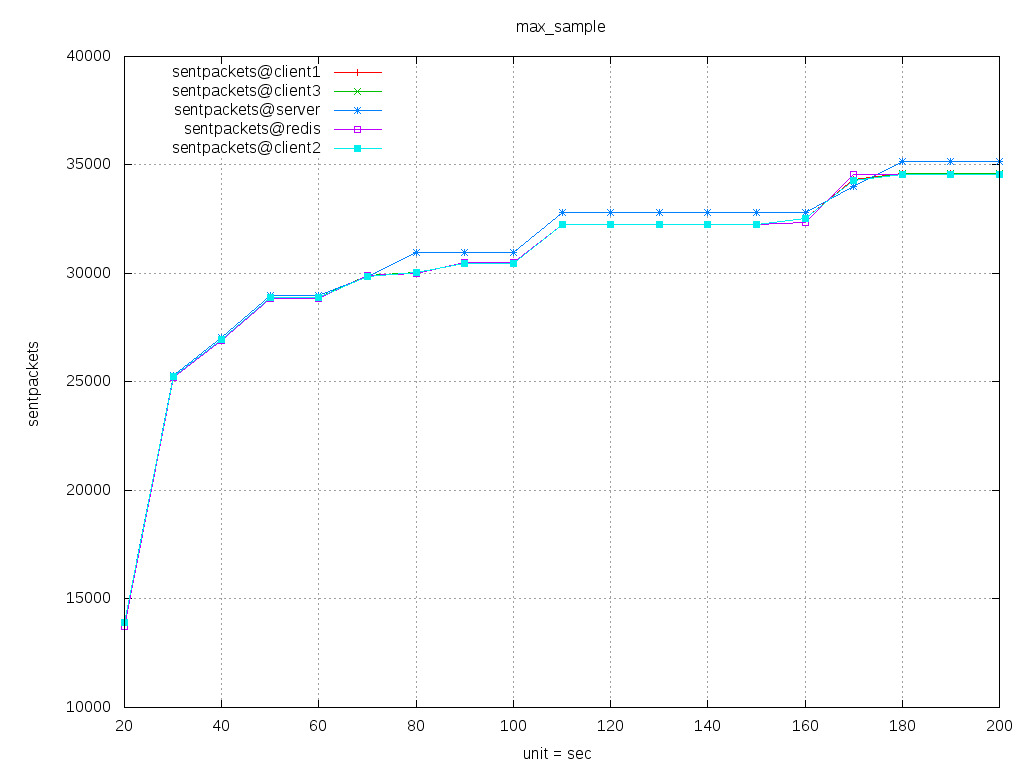 max_sample
40000
35000
30000
25000
20000
15000
10000
sentpackets
sentpackets@client1
sentpackets@client3
sentpackets@server
sentpackets@redis
sentpackets@client2
20 40 60 80 100 120 140 160 180 200
unit = sec